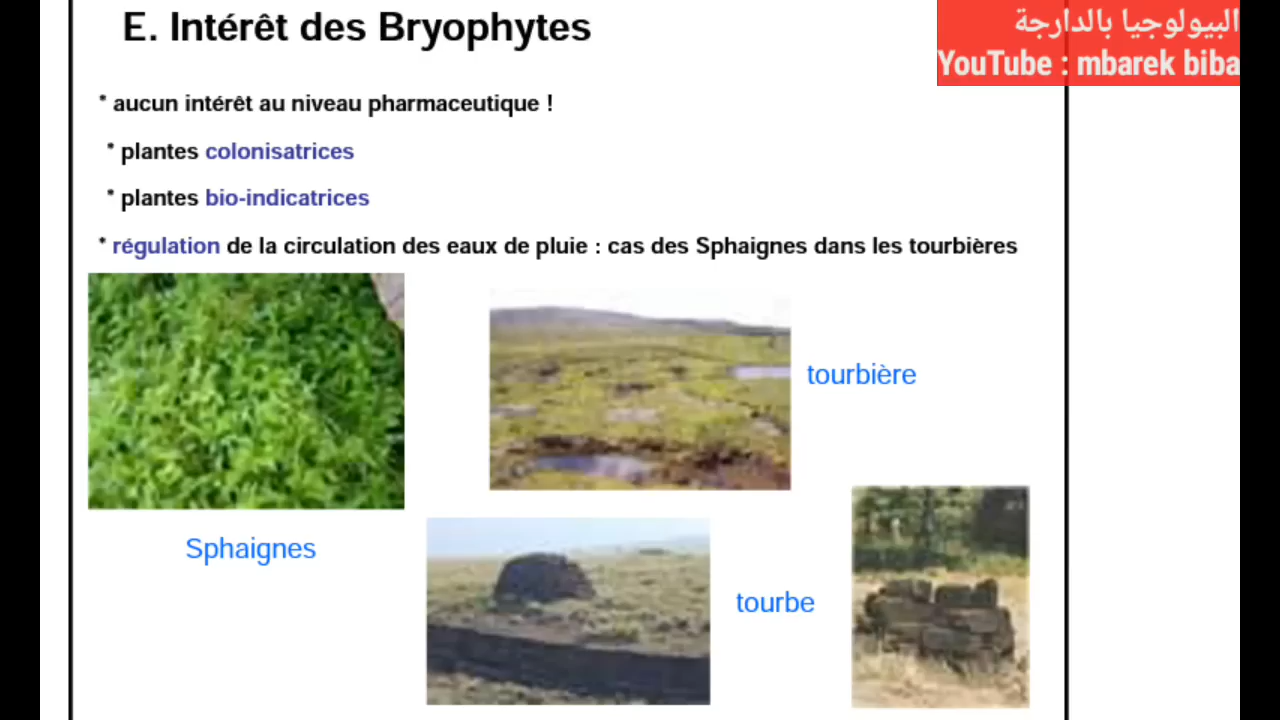 E. Intérêt des Bryophytes
البيولوجيا بالدارجة
YouTube : mbarek biba
* aucun intérêt au niveau pharmaceutique !
* plantes colonisatrices
* plantes bio-indicatrices
* régulation de la circulation des eaux de pluie : cas des Sphaignes dans les tourbières
tourbière
Sphaignes
tourbe